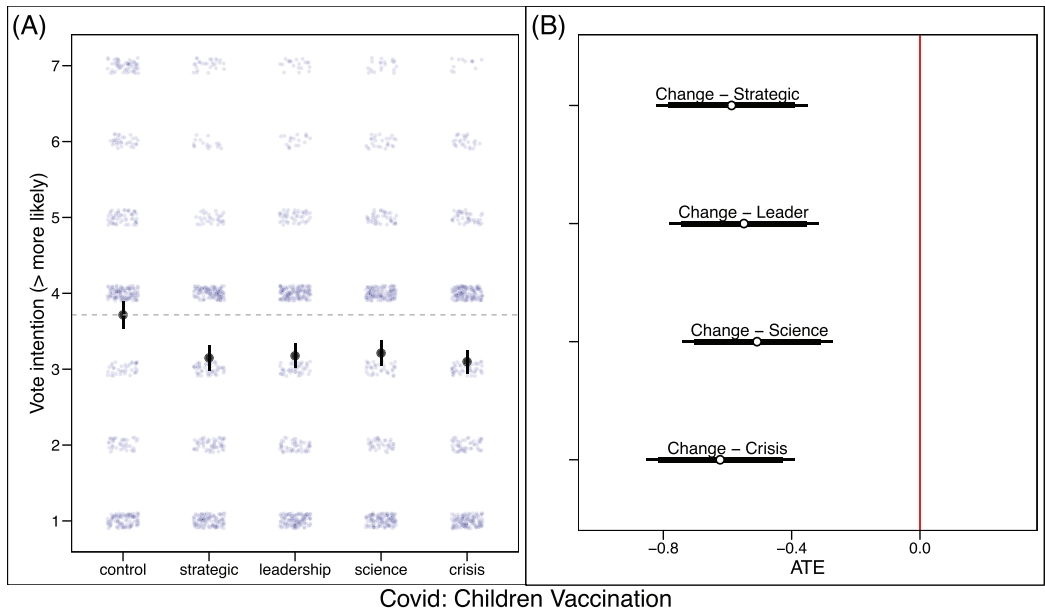 (A)
Vote intention (> more likely)
7
6
5
4
3
2
1
control strategic leadership science crisis
(B)
Change − Strategic
Change − Leader
Change − Science
Change − Crisis
−0.8 −0.4 0.0
ATE
Covid: Children Vaccination